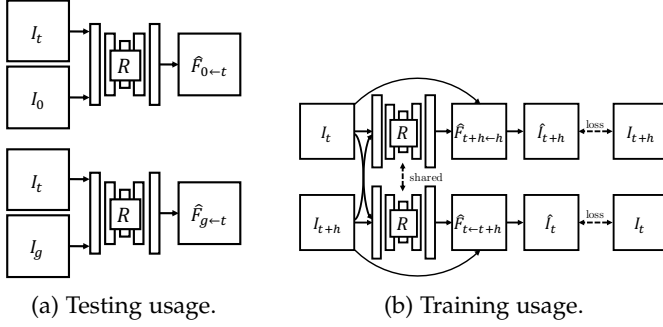 I_t
I_0
R
F̂_{0←t}
I_t
I_g
R
F̂_{g←t}
(a) Testing usage.
I_t
R
F̂_{t+h←h}
Î_{t+h}
loss
I_{t+h}
shared
I_{t+h}
R
F̂_{t←t+h}
Î_t
loss
I_t
(b) Training usage.